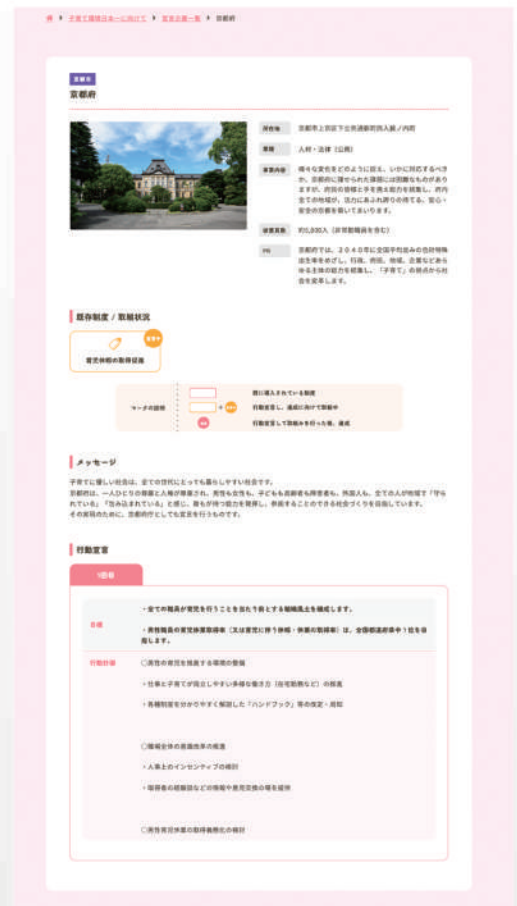 子育て環境日本一に向けて
宣言企業一覧
京都府
京都市
京都府
所在地
京都市上京区下立売通新町西入薮ノ内町
業種
人材・法律（公務）
事業内容
様々な変化をどのように捉え、いかに対応するべき
か、京都府に課せられた課題には困難なものがあり
ますが、府民の皆様と手を携え総力を結集し、府内
全ての地域が、活力にあふれ誇りの持てる、安心・
安全の京都を築いてまいります。
従業員数
PR
京都府では、2040年に全国平均並みの合計特殊
出生率をめざし、行政、府民、地域、企業などあら
ゆる主体の総力を結集し、「子育て」の視点から社
会を変革します。
既存制度 / 取組状況
宣言中
育児休暇の取得促進
マークの説明
既に導入されている制度
+
行動宣言し、達成に向けて取組中
行動宣言して取組みを行った後、達成
メッセージ
子育てに優しい社会は、全ての世代にとっても暮らしやすい社会です。
京都府は、一人ひとりの尊厳と人権が尊重され、男性も女性も、子どもも高齢者も障害者も、外国人も、全ての人が地域で「守ら
れている」「包み込まれている」と感じ、誰もが持つ能力を発揮し、参画することのできる社会づくりを目指しています。
その実現のために、京都府庁としても宣言を行うものです。
行動宣言
1回目
目標
・全ての職員が育児を行うことを当たり前とする組織風土を醸成します。
・男性職員の育児休業取得率（又は育児に伴う休暇・休業の取得率）は、全国都道府県中1位を目
指します。
行動計画
○男性の育児を推進する環境の整備
・仕事と子育てが両立しやすい多様な働き方（在宅勤務など）の推進
・各種制度を分かりやすく解説した「ハンドブック」等の改定・周知
○職場全体の意識改革の推進
・人事上のインセンティブの検討
・取得者の経験談などの情報や意見交換の場を提供
○男性育児休業の取得義務化の検討